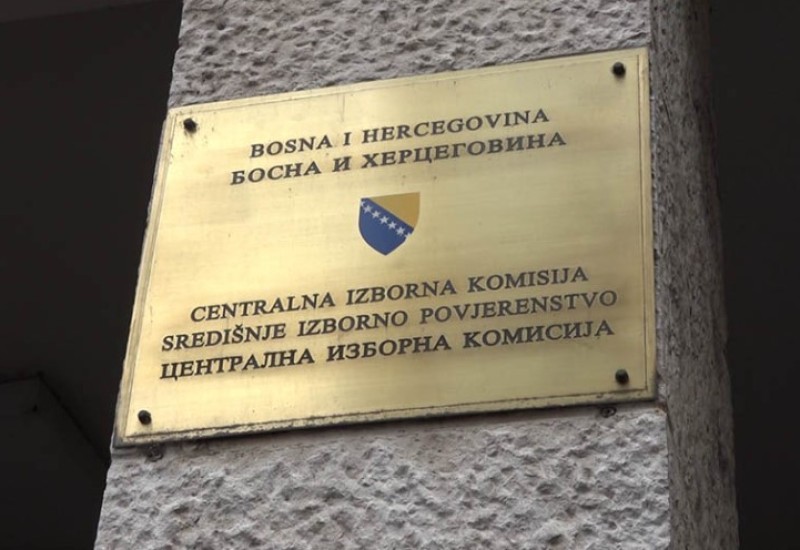 BOSNA I HERCEGOVINA
БОСНА И ХЕРЦЕГОВИНА
CENTRALNA IZBORNA KOMISIJA
SREDIŠNJE IZBORNO POVJERENSTVO
ЦЕНТРАЛНА ИЗБОРНА КОМИСИЈА